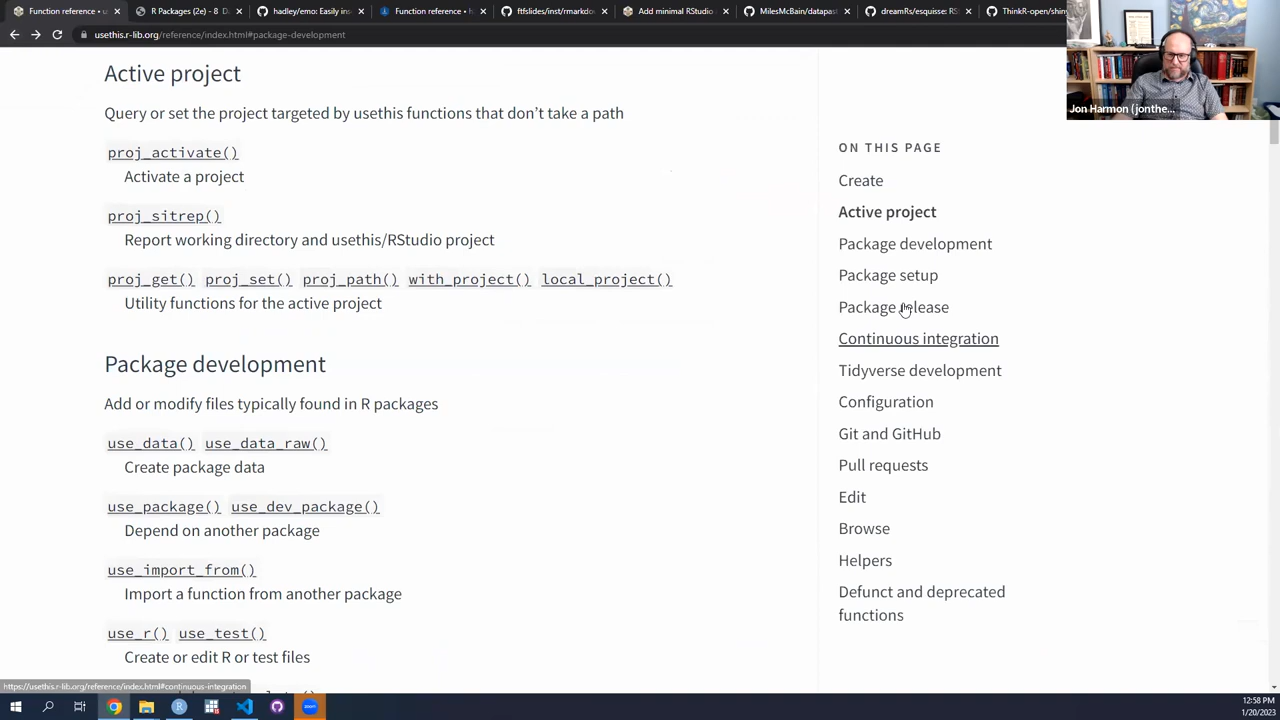 Function reference • u
R Packages (2e) - 8 D
hadley/emo: Easily ins
Function reference • h
ftfslides/inst/rmarkdo
Add minimal RStudio
MilesMcBain/datapast
dreamRs/esquisse: RS
ThinkR-open/shin
usethis.r-lib.org/reference/index.html#package-development
Jon Harmon (jonthe...
Active project
Query or set the project targeted by usethis functions that don't take a path
proj_activate()
Activate a project
proj_sitrep()
Report working directory and usethis/RStudio project
proj_get() proj_set() proj_path() with_project() local_project()
Utility functions for the active project
Package development
Add or modify files typically found in R packages
use_data() use_data_raw()
Create package data
use_package() use_dev_package()
Depend on another package
use_import_from()
Import a function from another package
use_r() use_test()
Create or edit R or test files
ON THIS PAGE
Create
Active project
Package development
Package setup
Package release
Continuous integration
Tidyverse development
Configuration
Git and GitHub
Pull requests
Edit
Browse
Helpers
Defunct and deprecated
functions
https://usethis.r-lib.org/reference/index.html#continuous-integration
zoom
12:58 PM
1/20/2023